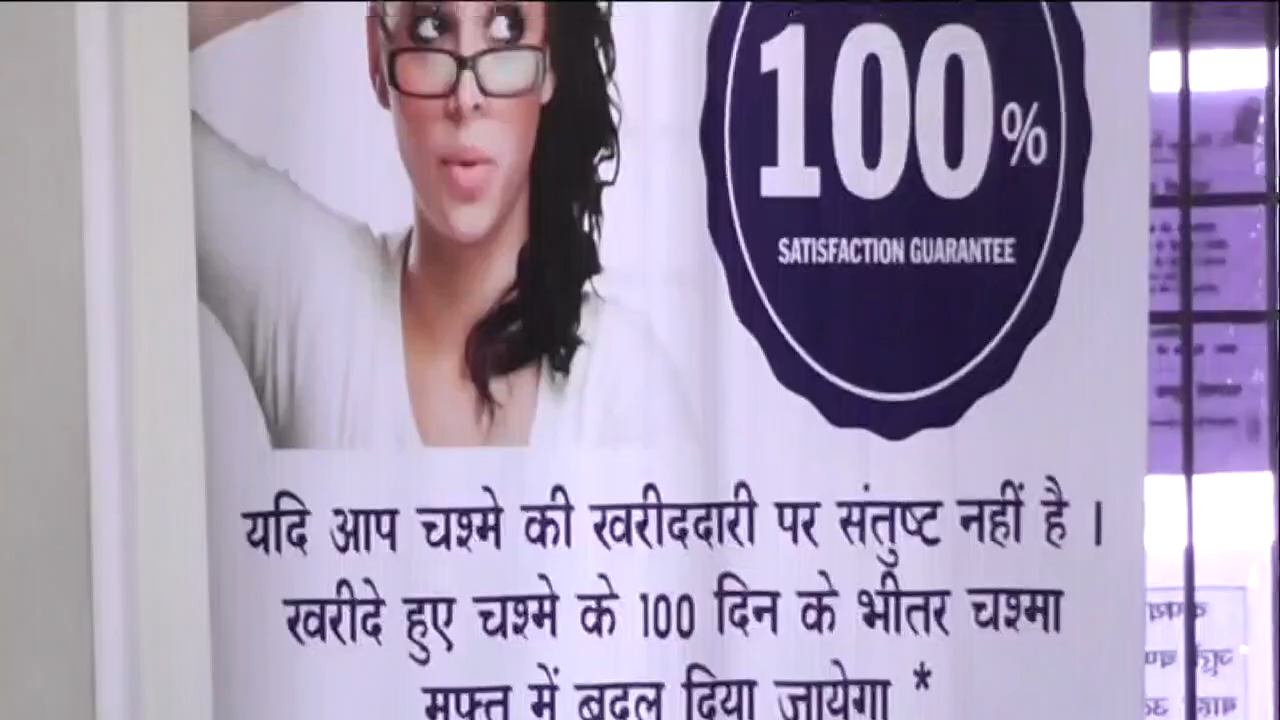 100%
SATISFACTION GUARANTEE
यदि आप चश्मे की खरीददारी पर संतुष्ट नहीं है ।
खरीदे हुए चश्मे के 100 दिन के भीतर चश्मा
मुफ्त में बदल दिया जायेगा *